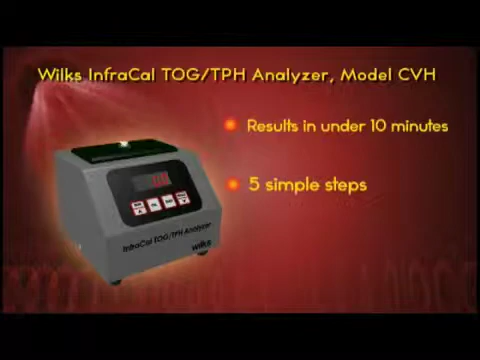 Wilks InfraCal TOG/TPH Analyzer, Model CVH
Results in under 10 minutes
5 simple steps
InfraCal TOG/TPH Analyzer
wilks